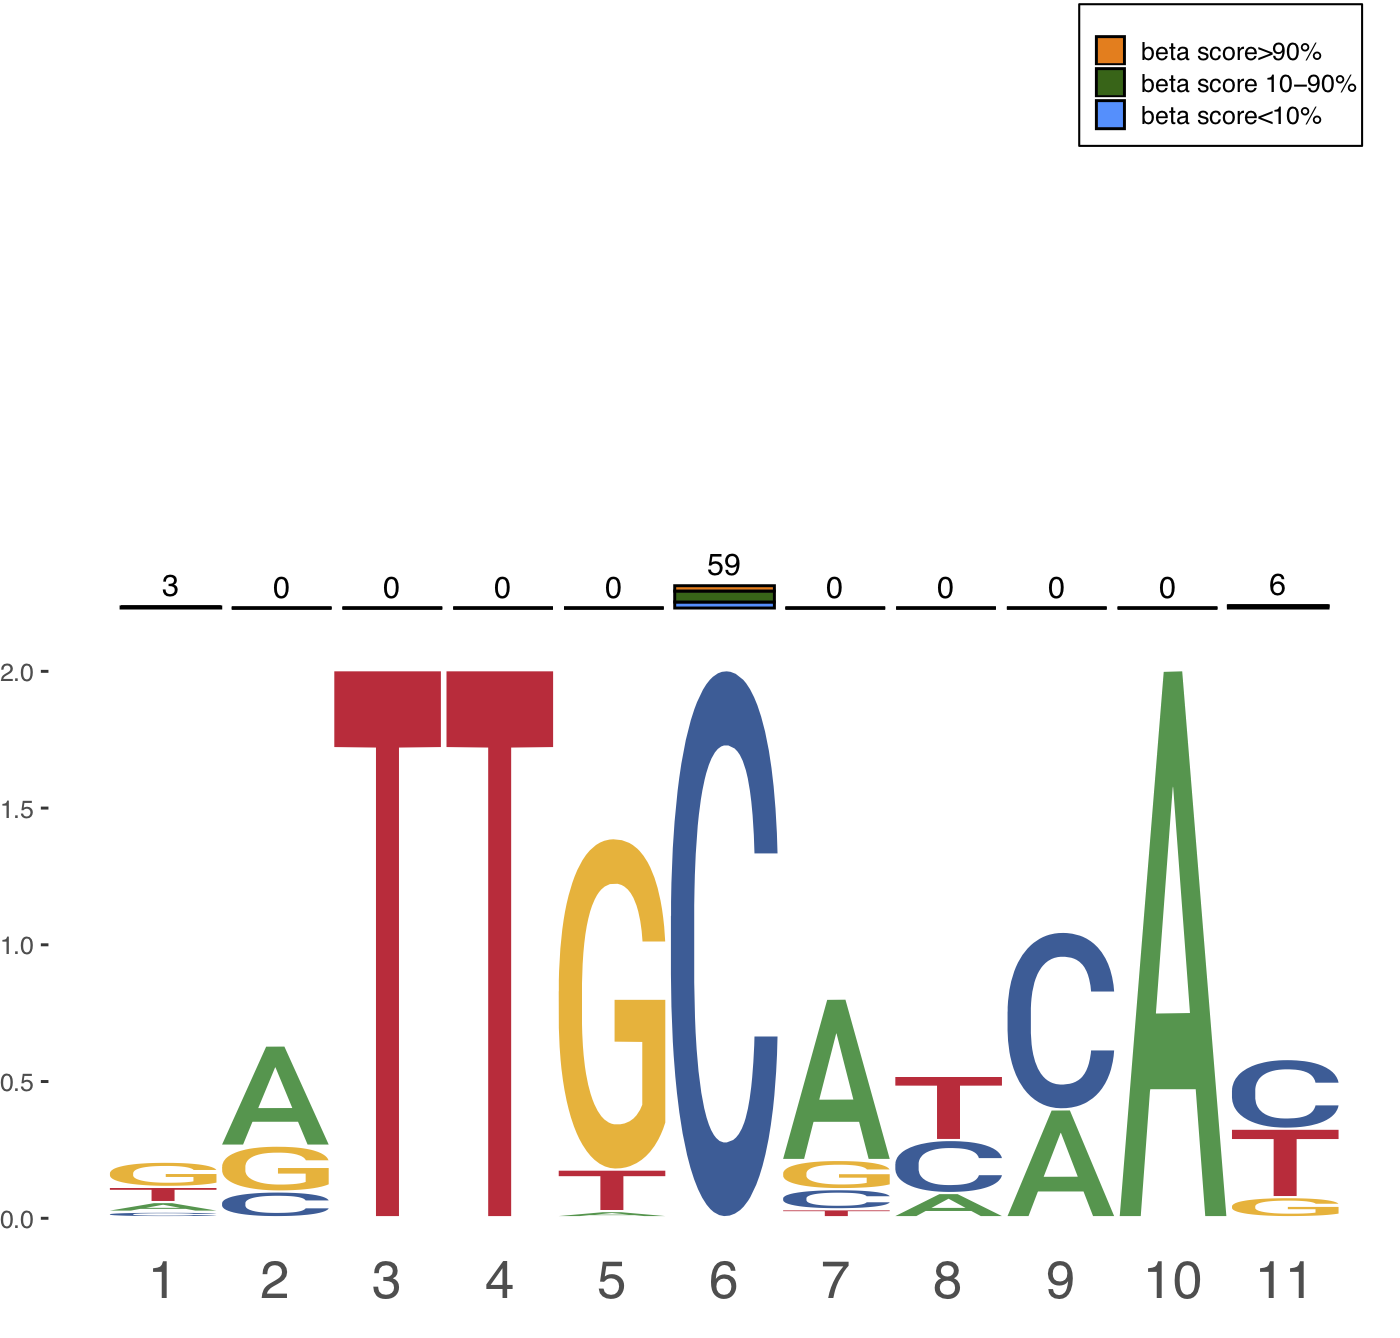 beta score>90%
beta score 10–90%
beta score<10%
3 0 0 0 0 59 0 0 0 0 6
2.0
1.5
1.0
0.5
0.0
G T A C
A G C
T
T
G T A
C
A G C T
T C A
C A
A
C T G
1 2 3 4 5 6 7 8 9 10 11